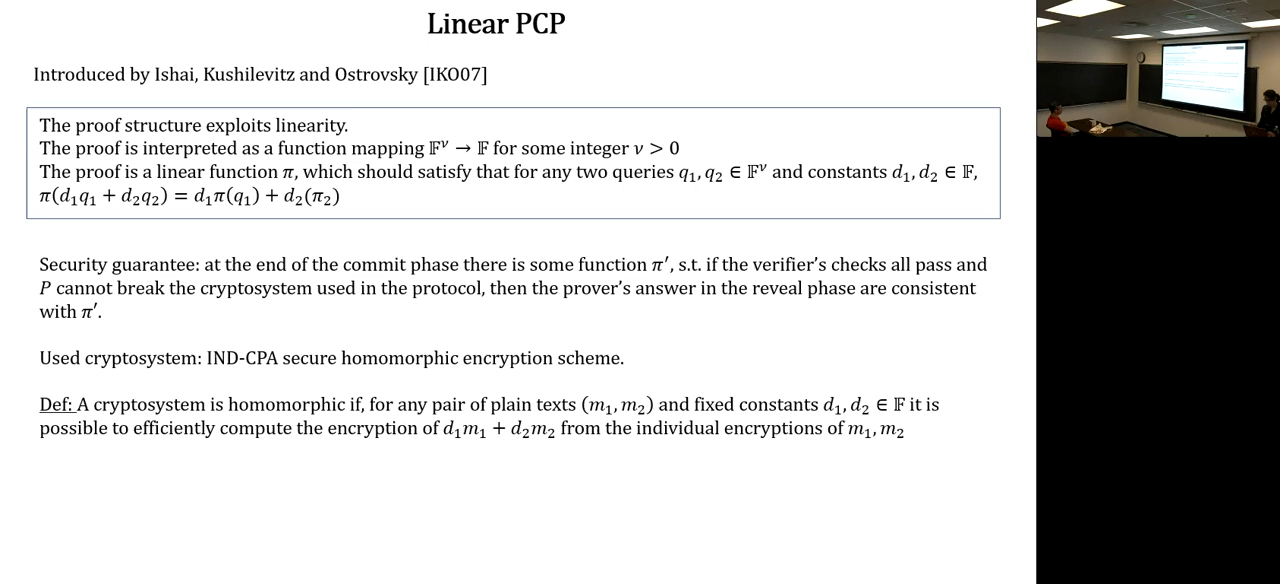 Linear PCP
Introduced by Ishai, Kushilevitz and Ostrovsky [IKO07]
The proof structure exploits linearity.
The proof is interpreted as a function mapping 𝔽^ν → 𝔽 for some integer ν > 0
The proof is a linear function π, which should satisfy that for any two queries q₁, q₂ ∈ 𝔽^ν and constants d₁, d₂ ∈ 𝔽,
π(d₁q₁ + d₂q₂) = d₁π(q₁) + d₂(π₂)
Security guarantee: at the end of the commit phase there is some function π′, s.t. if the verifier's checks all pass and
P cannot break the cryptosystem used in the protocol, then the prover's answer in the reveal phase are consistent
with π′.
Used cryptosystem: IND-CPA secure homomorphic encryption scheme.
Def: A cryptosystem is homomorphic if, for any pair of plain texts (m₁, m₂) and fixed constants d₁, d₂ ∈ 𝔽 it is
possible to efficiently compute the encryption of d₁m₁ + d₂m₂ from the individual encryptions of m₁, m₂